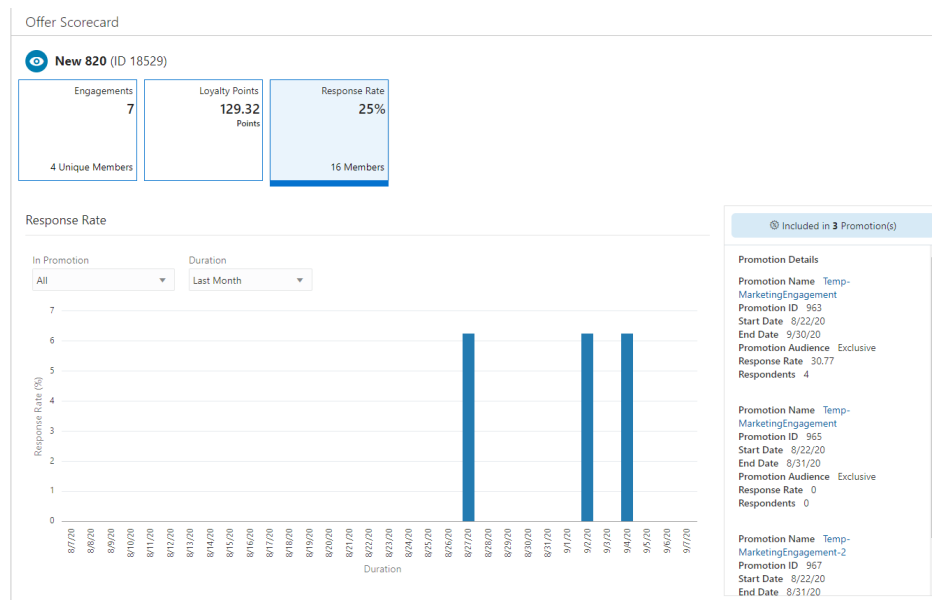 Offer Scorecard
New 820 (ID 18529)
Engagements
7
4 Unique Members
Loyalty Points
129.32
Points
Response Rate
25%
16 Members
Response Rate
In Promotion
All
Duration
Last Month
7
6
5
4
3
2
1
0
Response Rate (%)
8/7/20
8/8/20
8/9/20
8/10/20
8/11/20
8/12/20
8/13/20
8/14/20
8/15/20
8/16/20
8/17/20
8/18/20
8/19/20
8/20/20
8/21/20
8/22/20
8/23/20
8/24/20
8/25/20
8/26/20
8/27/20
8/28/20
8/29/20
8/30/20
8/31/20
9/1/20
9/2/20
9/3/20
9/4/20
9/5/20
9/6/20
9/7/20
Duration
Included in 3 Promotion(s)
Promotion Details
Promotion Name Temp-
MarketingEngagement
Promotion ID 963
Start Date 8/22/20
End Date 9/30/20
Promotion Audience Exclusive
Response Rate 30.77
Respondents 4
Promotion Name Temp-
MarketingEngagement
Promotion ID 965
Start Date 8/22/20
End Date 8/31/20
Promotion Audience Exclusive
Response Rate 0
Respondents 0
Promotion Name Temp-
MarketingEngagement-2
Promotion ID 967
Start Date 8/22/20
End Date 8/31/20